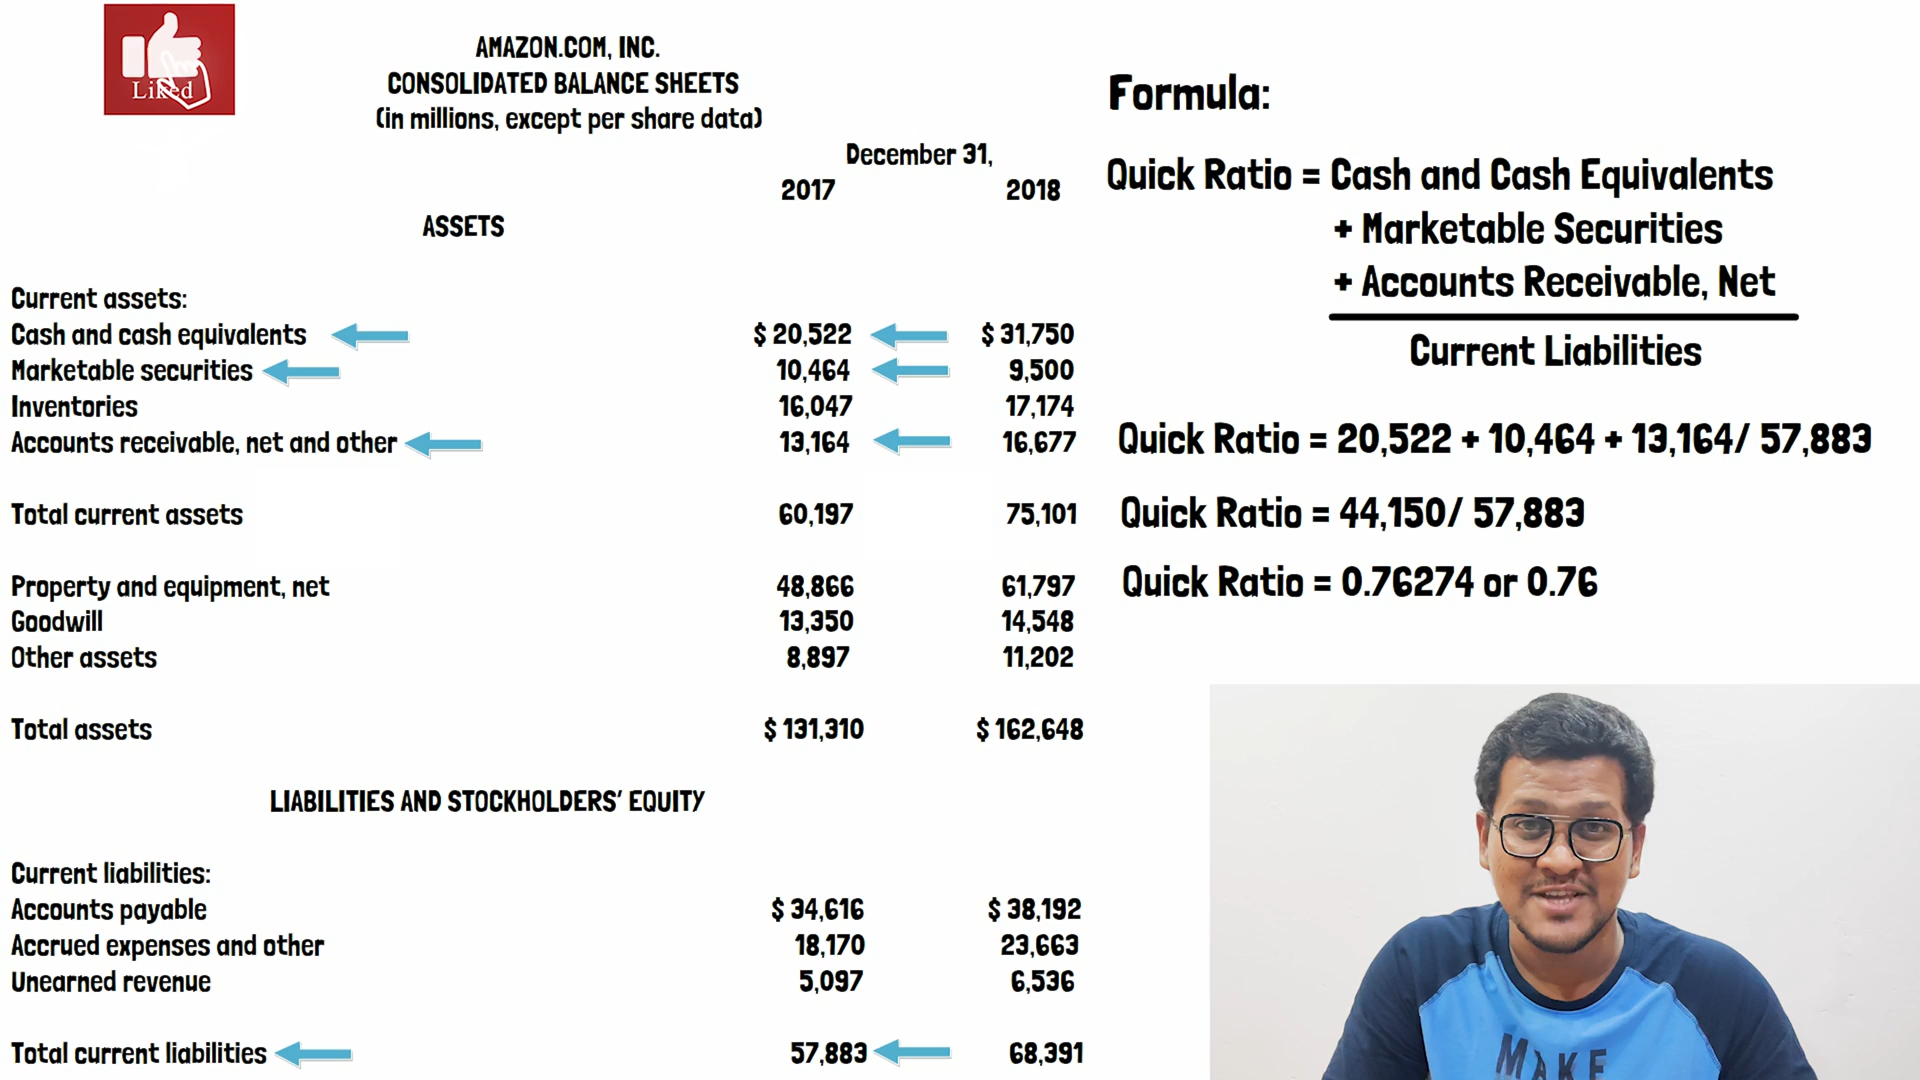 Liked
AMAZON.COM, INC.
CONSOLIDATED BALANCE SHEETS
(in millions, except per share data)
December 31,
2017 2018
ASSETS
Current assets:
Cash and cash equivalents $ 20,522 $ 31,750
Marketable securities 10,464 9,500
Inventories 16,047 17,174
Accounts receivable, net and other 13,164 16,677
Total current assets 60,197 75,101
Property and equipment, net 48,866 61,797
Goodwill 13,350 14,548
Other assets 8,897 11,202
Total assets $ 131,310 $ 162,648
LIABILITIES AND STOCKHOLDERS’ EQUITY
Current liabilities:
Accounts payable $ 34,616 $ 38,192
Accrued expenses and other 18,170 23,663
Unearned revenue 5,097 6,536
Total current liabilities 57,883 68,391
Formula:
Quick Ratio = Cash and Cash Equivalents
+ Marketable Securities
+ Accounts Receivable, Net
Current Liabilities
Quick Ratio = 20,522 + 10,464 + 13,164/ 57,883
Quick Ratio = 44,150/ 57,883
Quick Ratio = 0.76274 or 0.76
MAKE